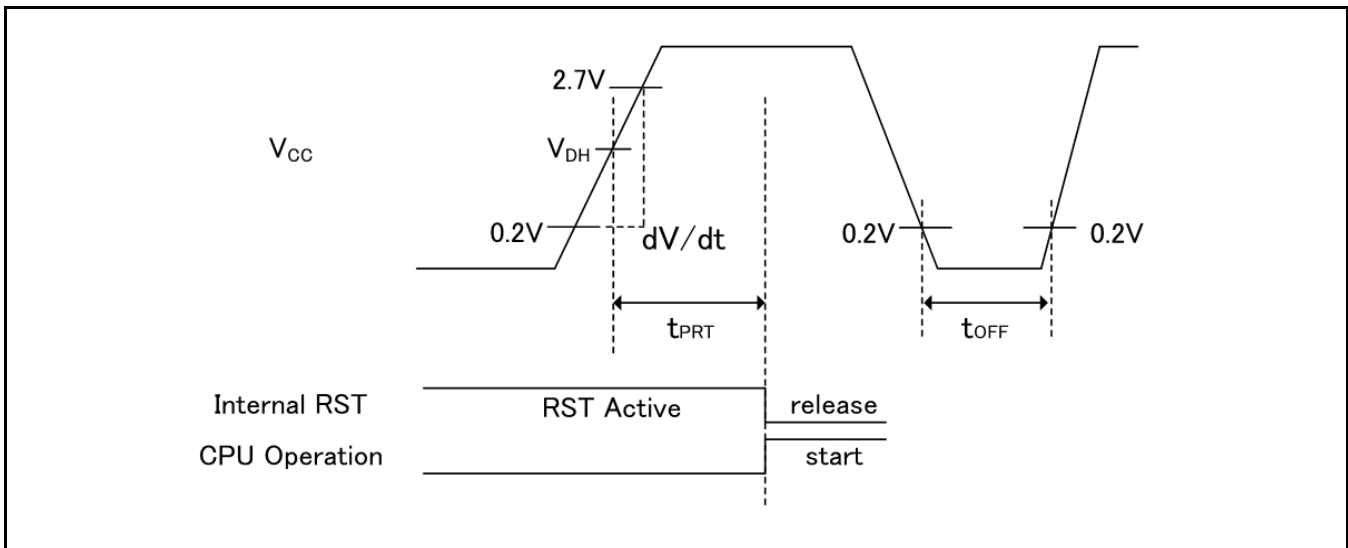 2.7V
VCC
VDH
0.2V
dV/dt
0.2V
0.2V
tPRT
tOFF
Internal RST
RST Active
release
CPU Operation
start